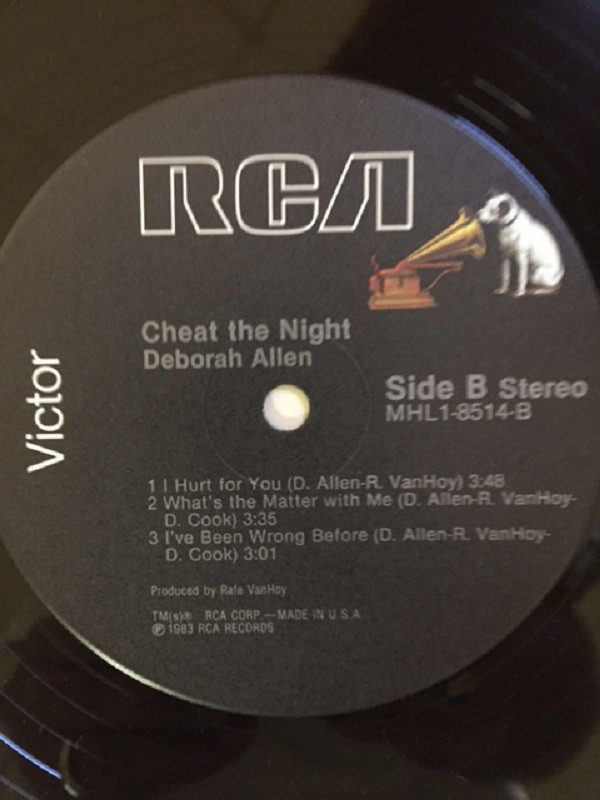 RCA
Victor
Cheat the Night
Deborah Allen
Side B Stereo
MHL1-8514-B
1 I Hurt for You (D. Allen-R. VanHoy) 3:48
2 What's the Matter with Me (D. Allen-R. VanHoy-
D. Cook) 3:35
3 I've Been Wrong Before (D. Allen-R. VanHoy-
D. Cook) 3:01
Produced by Rafe VanHoy
TM(s)® RCA CORP.—MADE IN U.S.A.
℗ 1983 RCA RECORDS